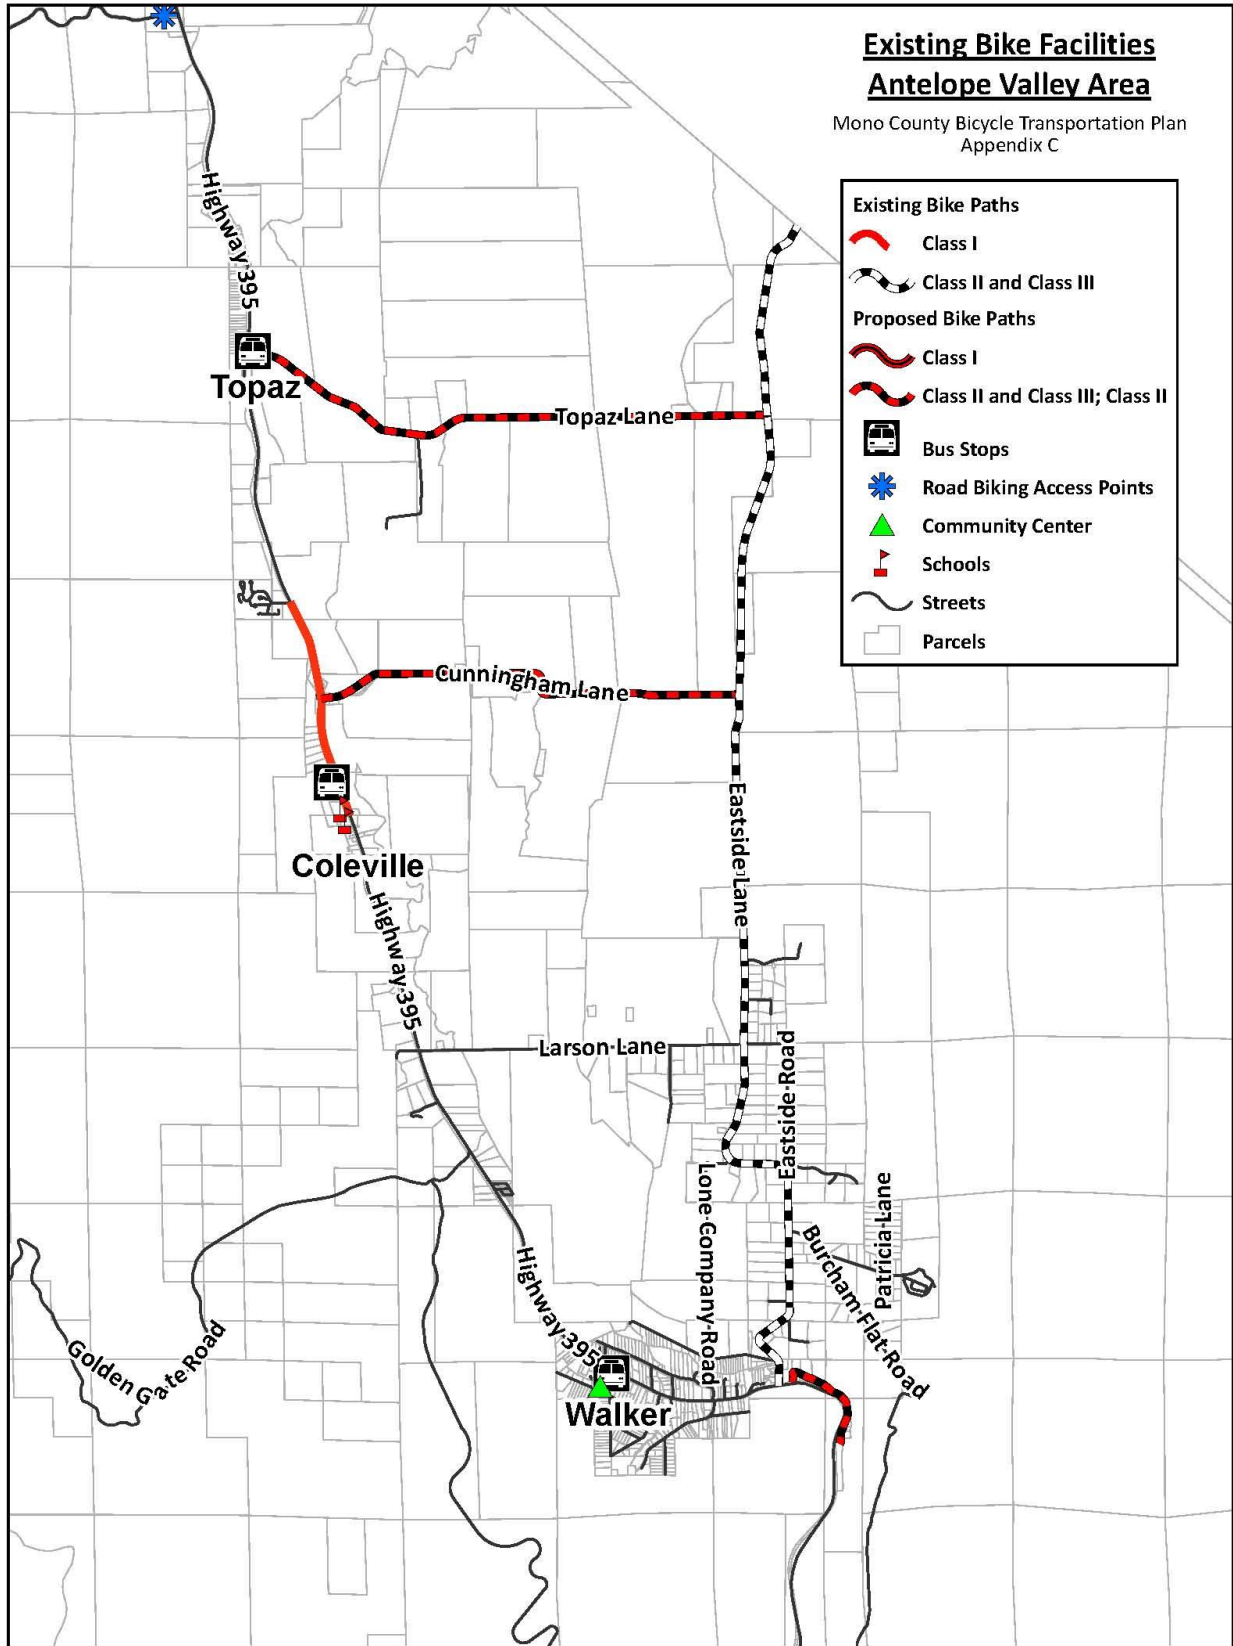 Existing Bike Facilities
Antelope Valley Area
Mono County Bicycle Transportation Plan
Appendix C
Existing Bike Paths
Class I
Class II and Class III
Proposed Bike Paths
Class I
Class II and Class III; Class II
Bus Stops
Road Biking Access Points
Community Center
Schools
Streets
Parcels
Highway 395
Topaz
Topaz Lane
Cunningham Lane
Eastside Lane
Coleville
Highway 395
Larson Lane
Eastside Road
Lone Company Road
Patricia Lane
Burcham Flat Road
Highway 395
Golden Gate Road
Walker